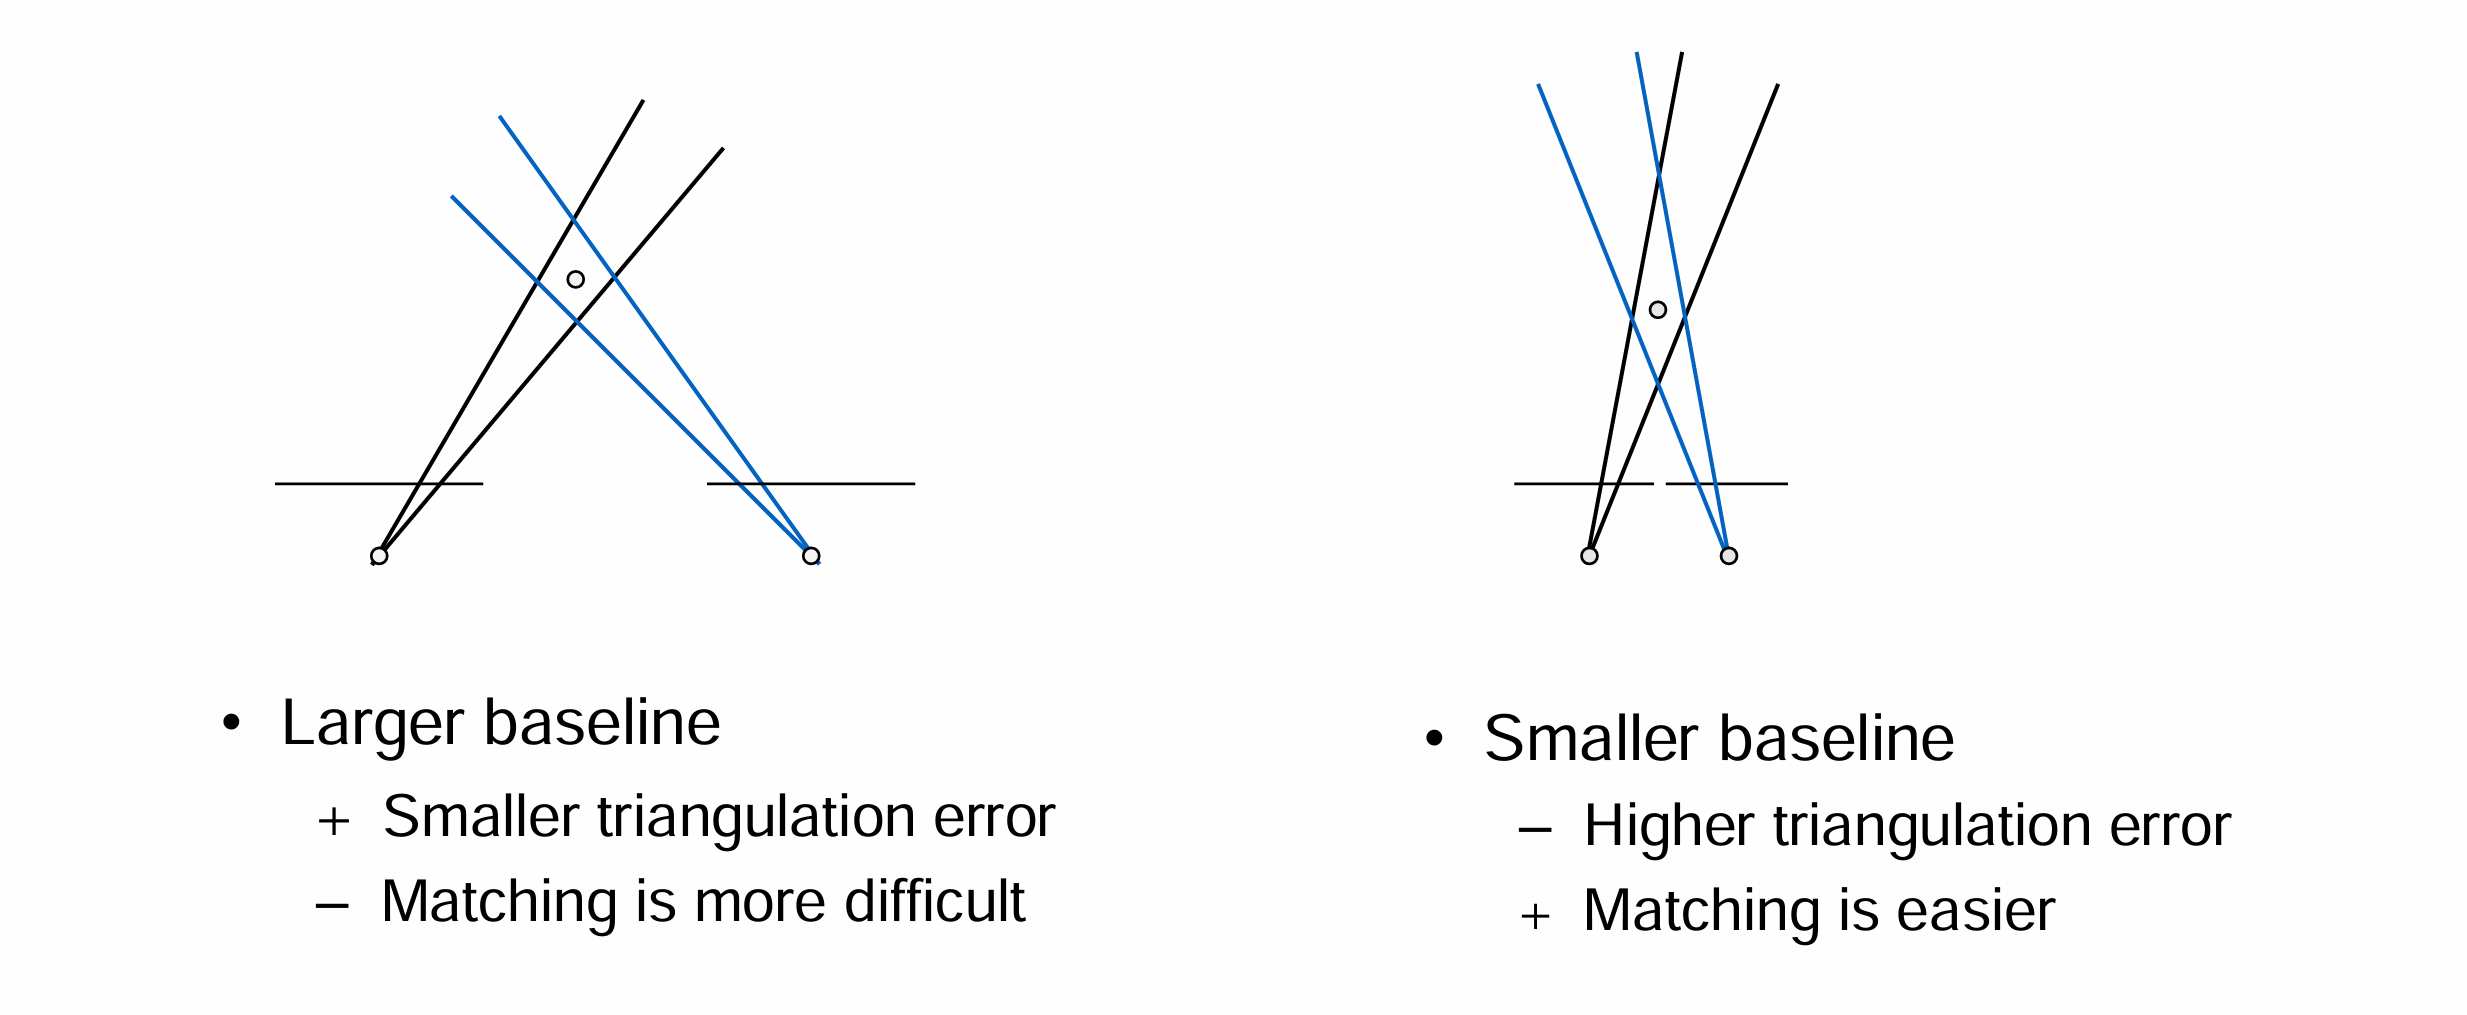 • Larger baseline
+ Smaller triangulation error
– Matching is more difficult
• Smaller baseline
– Higher triangulation error
+ Matching is easier